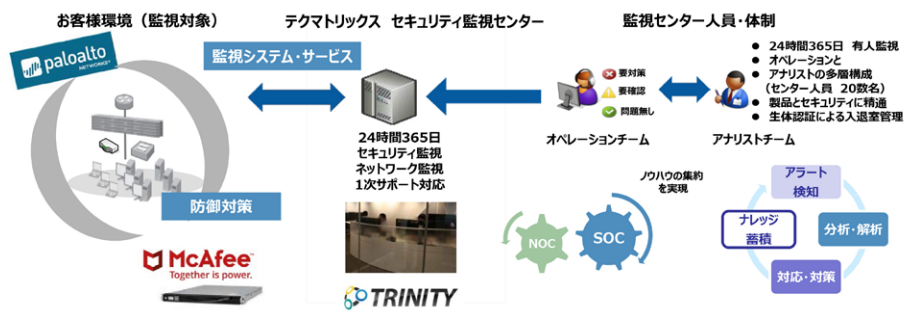 お客様環境（監視対象）
テクマトリックス セキュリティ監視センター
監視センター人員・体制
paloalto
NETWORKS
監視システム・サービス
防御対策
McAfee
Together is power.
24時間365日
セキュリティ監視
ネットワーク監視
1次サポート対応
TRINITY
要対策
要確認
問題無し
オペレーションチーム
アナリストチーム
● 24時間365日 有人監視
● オペレーションと
● アナリストの多層構成
（センター人員 20数名）
● 製品とセキュリティに精通
● 生体認証による入退室管理
ノウハウの集約
を実現
NOC
SOC
アラート
検知
分析・解析
対応・対策
ナレッジ
蓄積